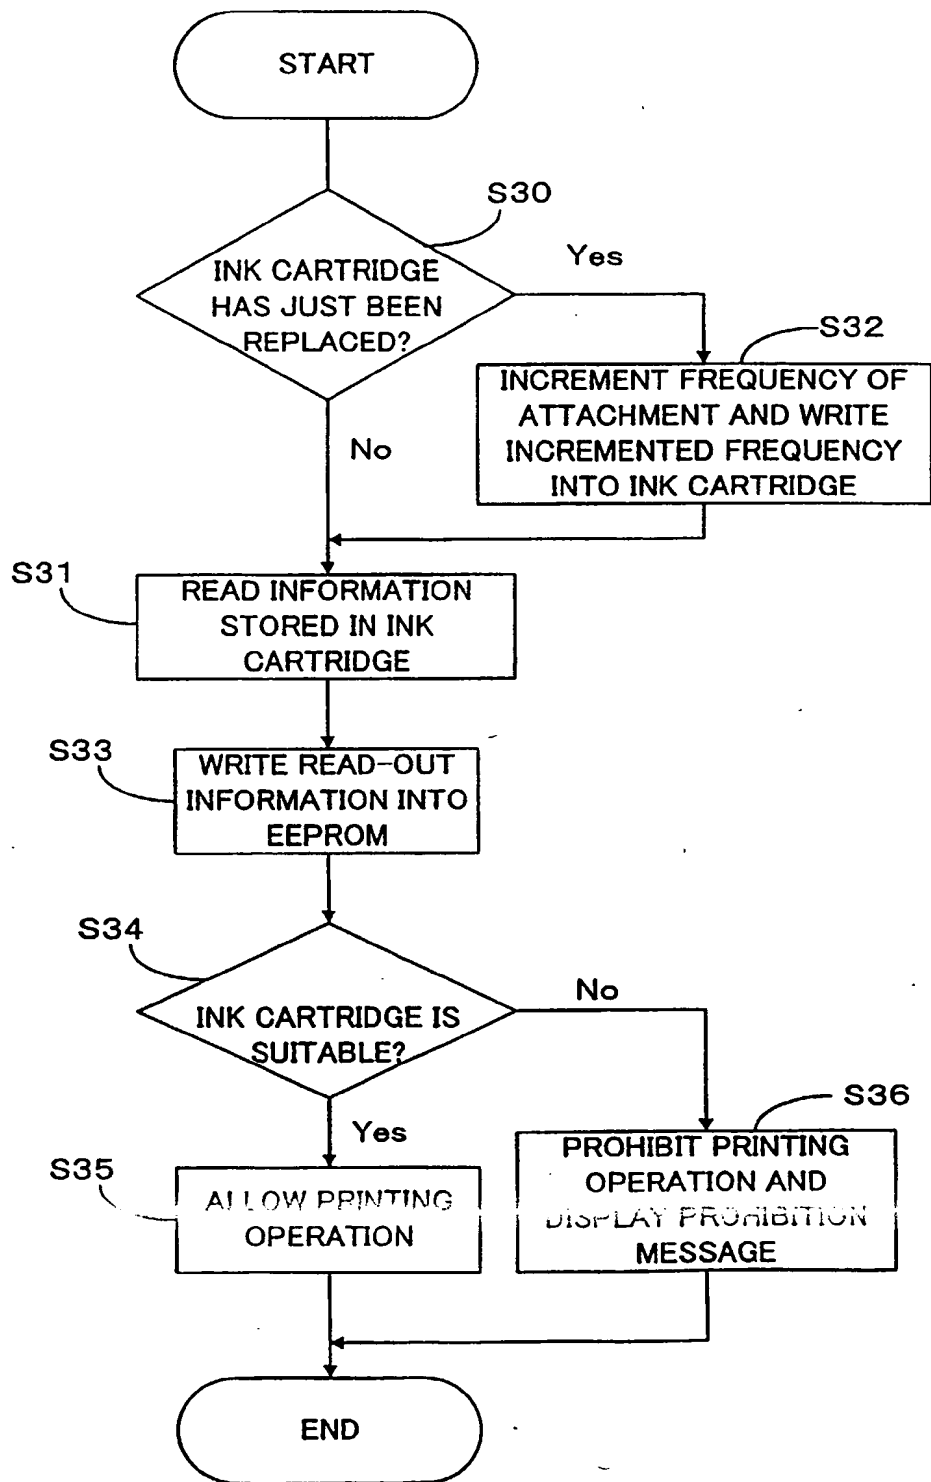 START
S30
INK CARTRIDGE
HAS JUST BEEN
REPLACED?
Yes
S32
INCREMENT FREQUENCY OF
ATTACHMENT AND WRITE
INCREMENTED FREQUENCY
INTO INK CARTRIDGE
No
S31
READ INFORMATION
STORED IN INK
CARTRIDGE
S33
WRITE READ-OUT
INFORMATION INTO
EEPROM
S34
INK CARTRIDGE IS
SUITABLE?
No
Yes
S36
PROHIBIT PRINTING
OPERATION AND
DISPLAY PROHIBITION
MESSAGE
S35
ALLOW PRINTING
OPERATION
END